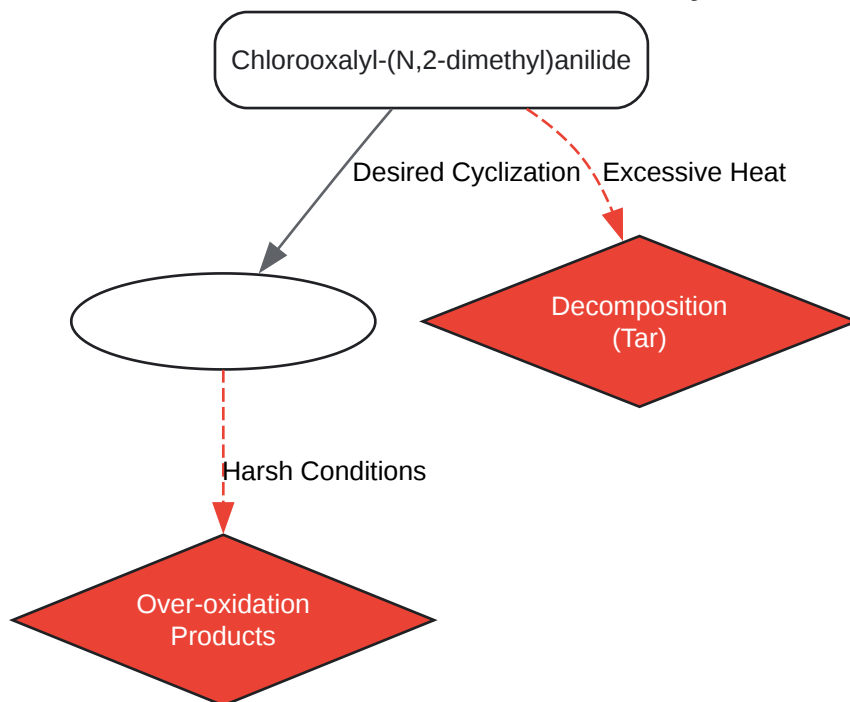 Chlorooxalyl-(N,2-dimethyl)anilide
Desired Cyclization
Excessive Heat
Decomposition
(Tar)
Harsh Conditions
Over-oxidation
Products